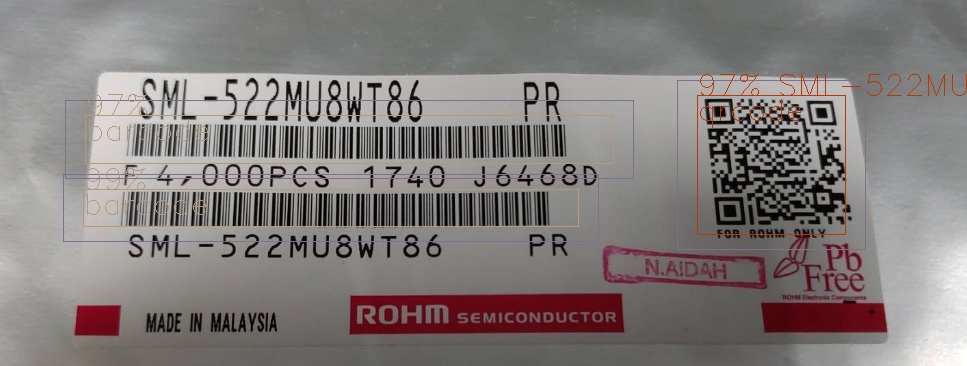 SML-522MU8WT86 PR
97% SML-522MU
97%
barcode
arcode
F 4,000PCS 1740 J6468D
99%
barcode
FOR ROHM ONLY
SML-522MU8WT86 PR
N.AIDAH
Pb
Free
ROHM Electronic Components
MADE IN MALAYSIA
ROHM SEMICONDUCTOR